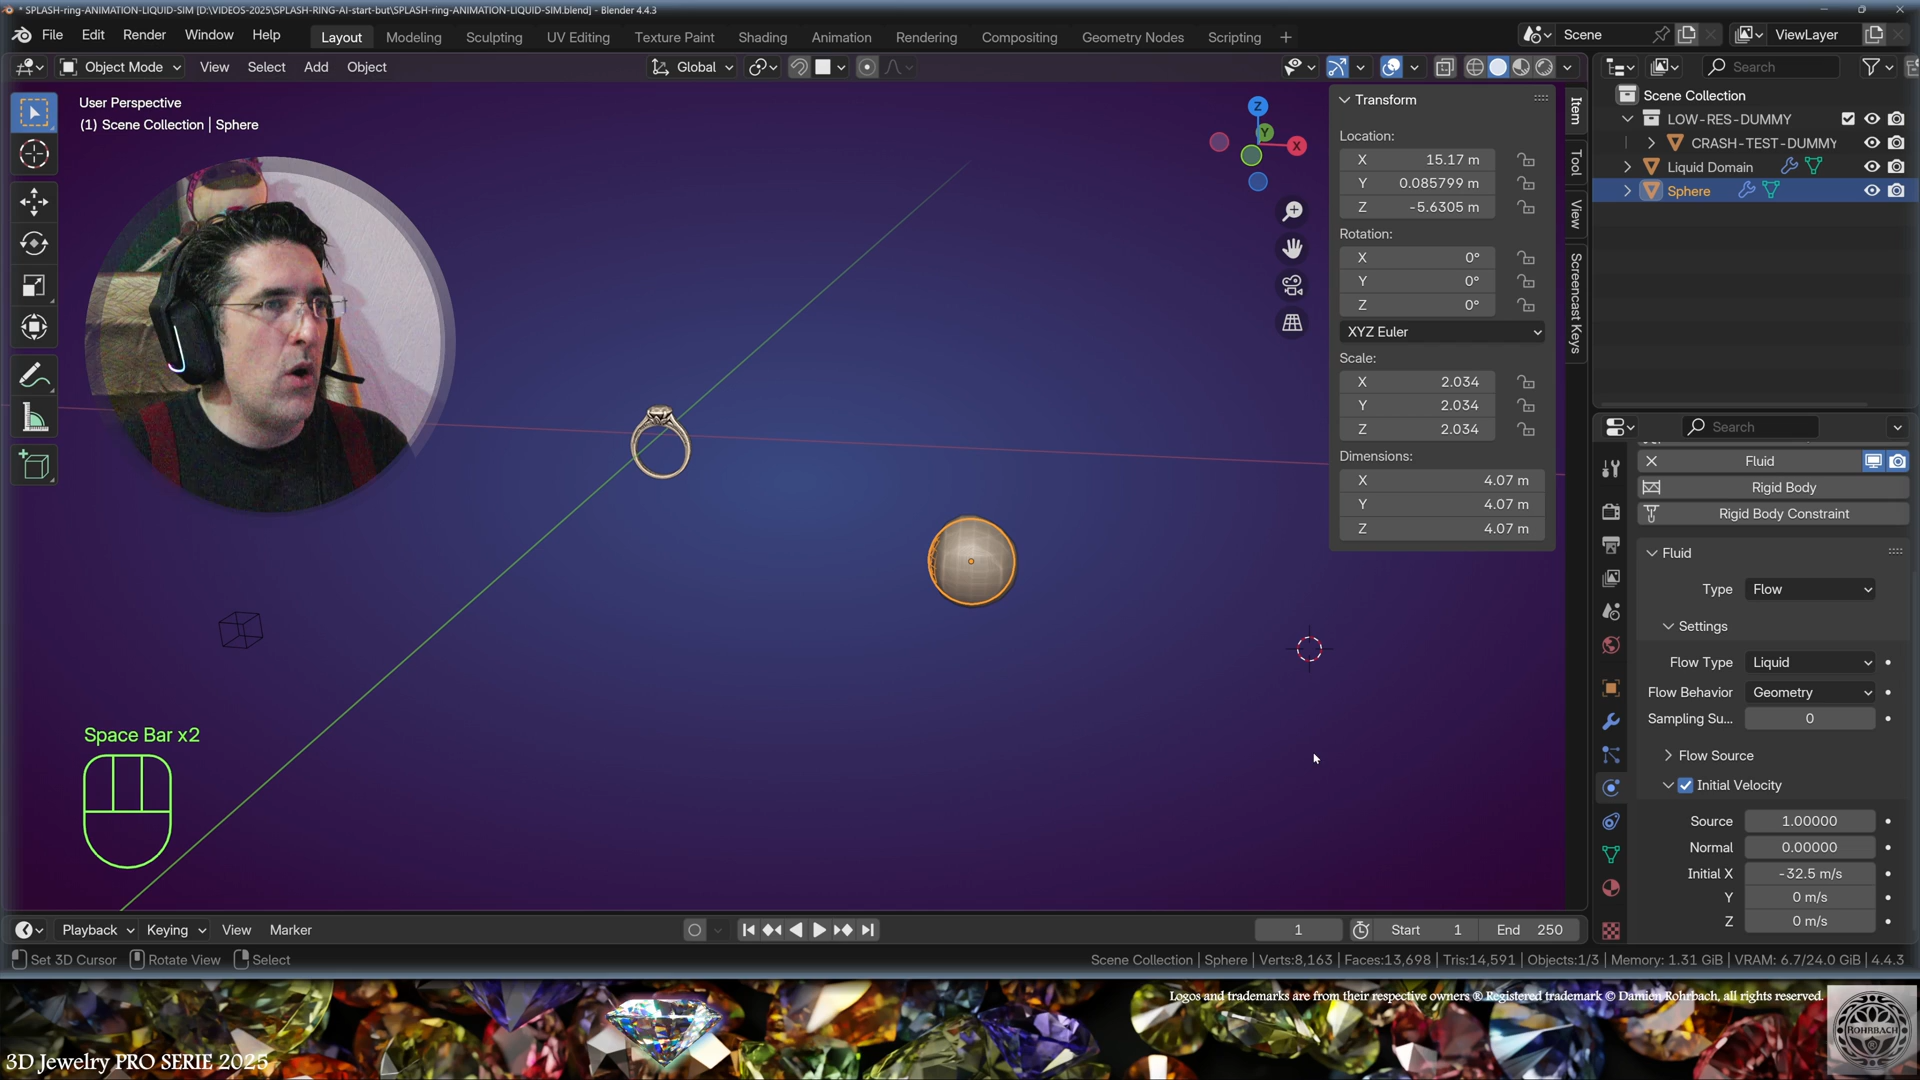 * SPLASH-ring-ANIMATION-LIQUID-SIM [D:\VIDEOS-2025\SPLASH-RING-AI-start-but\SPLASH-ring-ANIMATION-LIQUID-SIM.blend] - Blender 4.4.3
File Edit Render Window Help
Layout Modeling Sculpting UV Editing Texture Paint Shading Animation Rendering Compositing Geometry Nodes Scripting +
Scene
ViewLayer
Object Mode View Select Add Object
Global
Search
User Perspective
(1) Scene Collection | Sphere
Z
Y
X
Transform
Location:
X 15.17 m
Y 0.085799 m
Z -5.6305 m
Rotation:
X 0°
Y 0°
Z 0°
XYZ Euler
Scale:
X 2.034
Y 2.034
Z 2.034
Dimensions:
X 4.07 m
Y 4.07 m
Z 4.07 m
Item
Tool
View
Screencast Keys
Scene Collection
LOW-RES-DUMMY
CRASH-TEST-DUMMY
Liquid Domain
Sphere
Search
Fluid
Rigid Body
Rigid Body Constraint
Fluid
Type Flow
Settings
Flow Type Liquid
Flow Behavior Geometry
Sampling Su... 0
Flow Source
Initial Velocity
Source 1.00000
Normal 0.00000
Initial X -32.5 m/s
Y 0 m/s
Z 0 m/s
Space Bar x2
Playback Keying View Marker
1
Start 1
End 250
Set 3D Cursor Rotate View Select
Scene Collection | Sphere | Verts:8,163 | Faces:13,698 | Tris:14,591 | Objects:1/3 | Memory: 1.31 GiB | VRAM: 6.7/24.0 GiB | 4.4.3
Logos and trademarks are from their respective owners ® Registered trademark © Damien Rohrbach, all rights reserved.
ROHRBACH
®
3D Jewelry PRO SERIE 2025